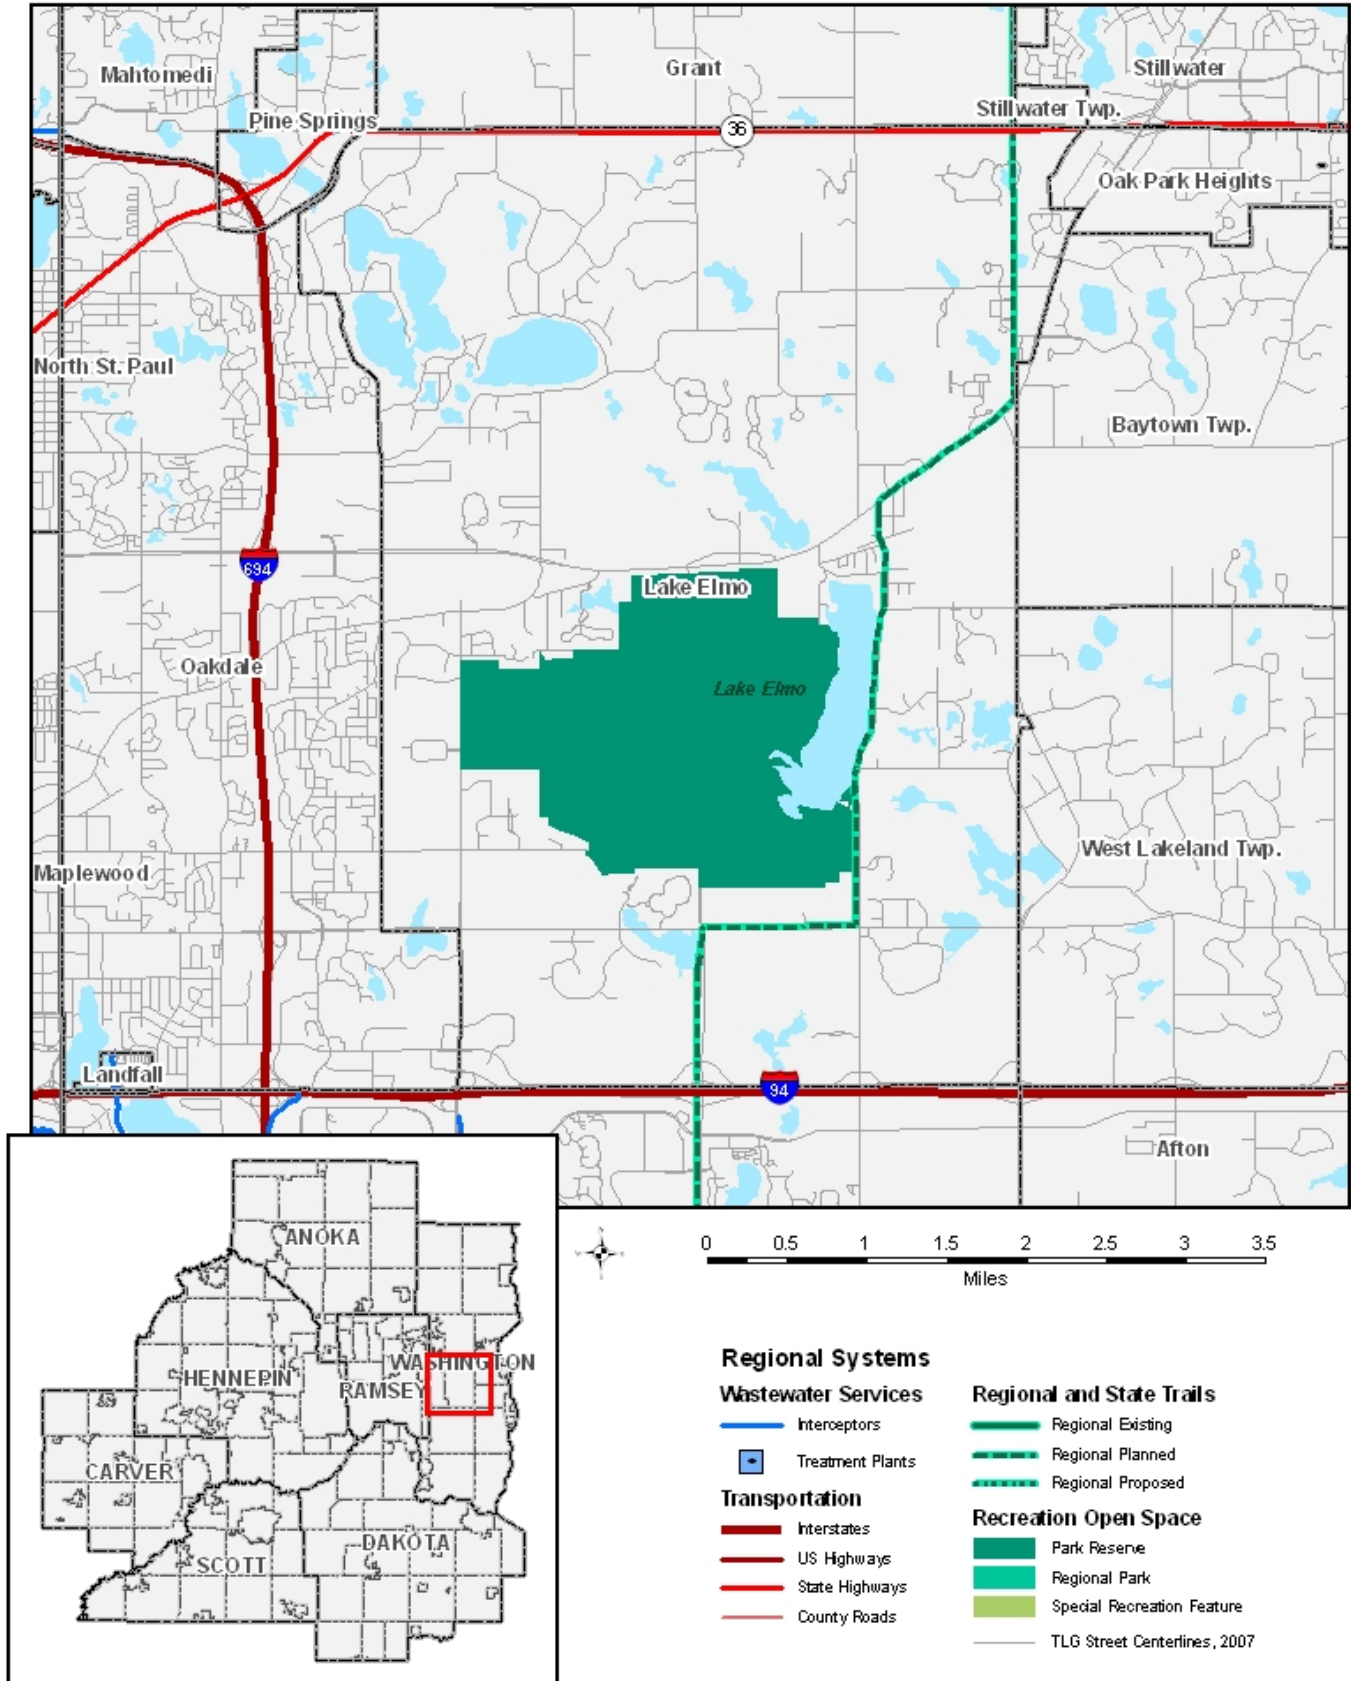 Mahtomedi
Grant
Stillwater
Pine Springs
Stillwater Twp.
36
Oak Park Heights
North St. Paul
Baytown Twp.
694
Lake Elmo
Oakdale
Lake Elmo
West Lakeland Twp.
Maplewood
Landfall
94
Afton
ANOKA
HENNEPIN
WASHINGTON
RAMSEY
CARVER
SCOTT
DAKOTA
0 0.5 1 1.5 2 2.5 3 3.5
Miles
Regional Systems
Wastewater Services
Interceptors
Treatment Plants
Transportation
Interstates
US Highways
State Highways
County Roads
Regional and State Trails
Regional Existing
Regional Planned
Regional Proposed
Recreation Open Space
Park Reserve
Regional Park
Special Recreation Feature
TLG Street Centerlines, 2007